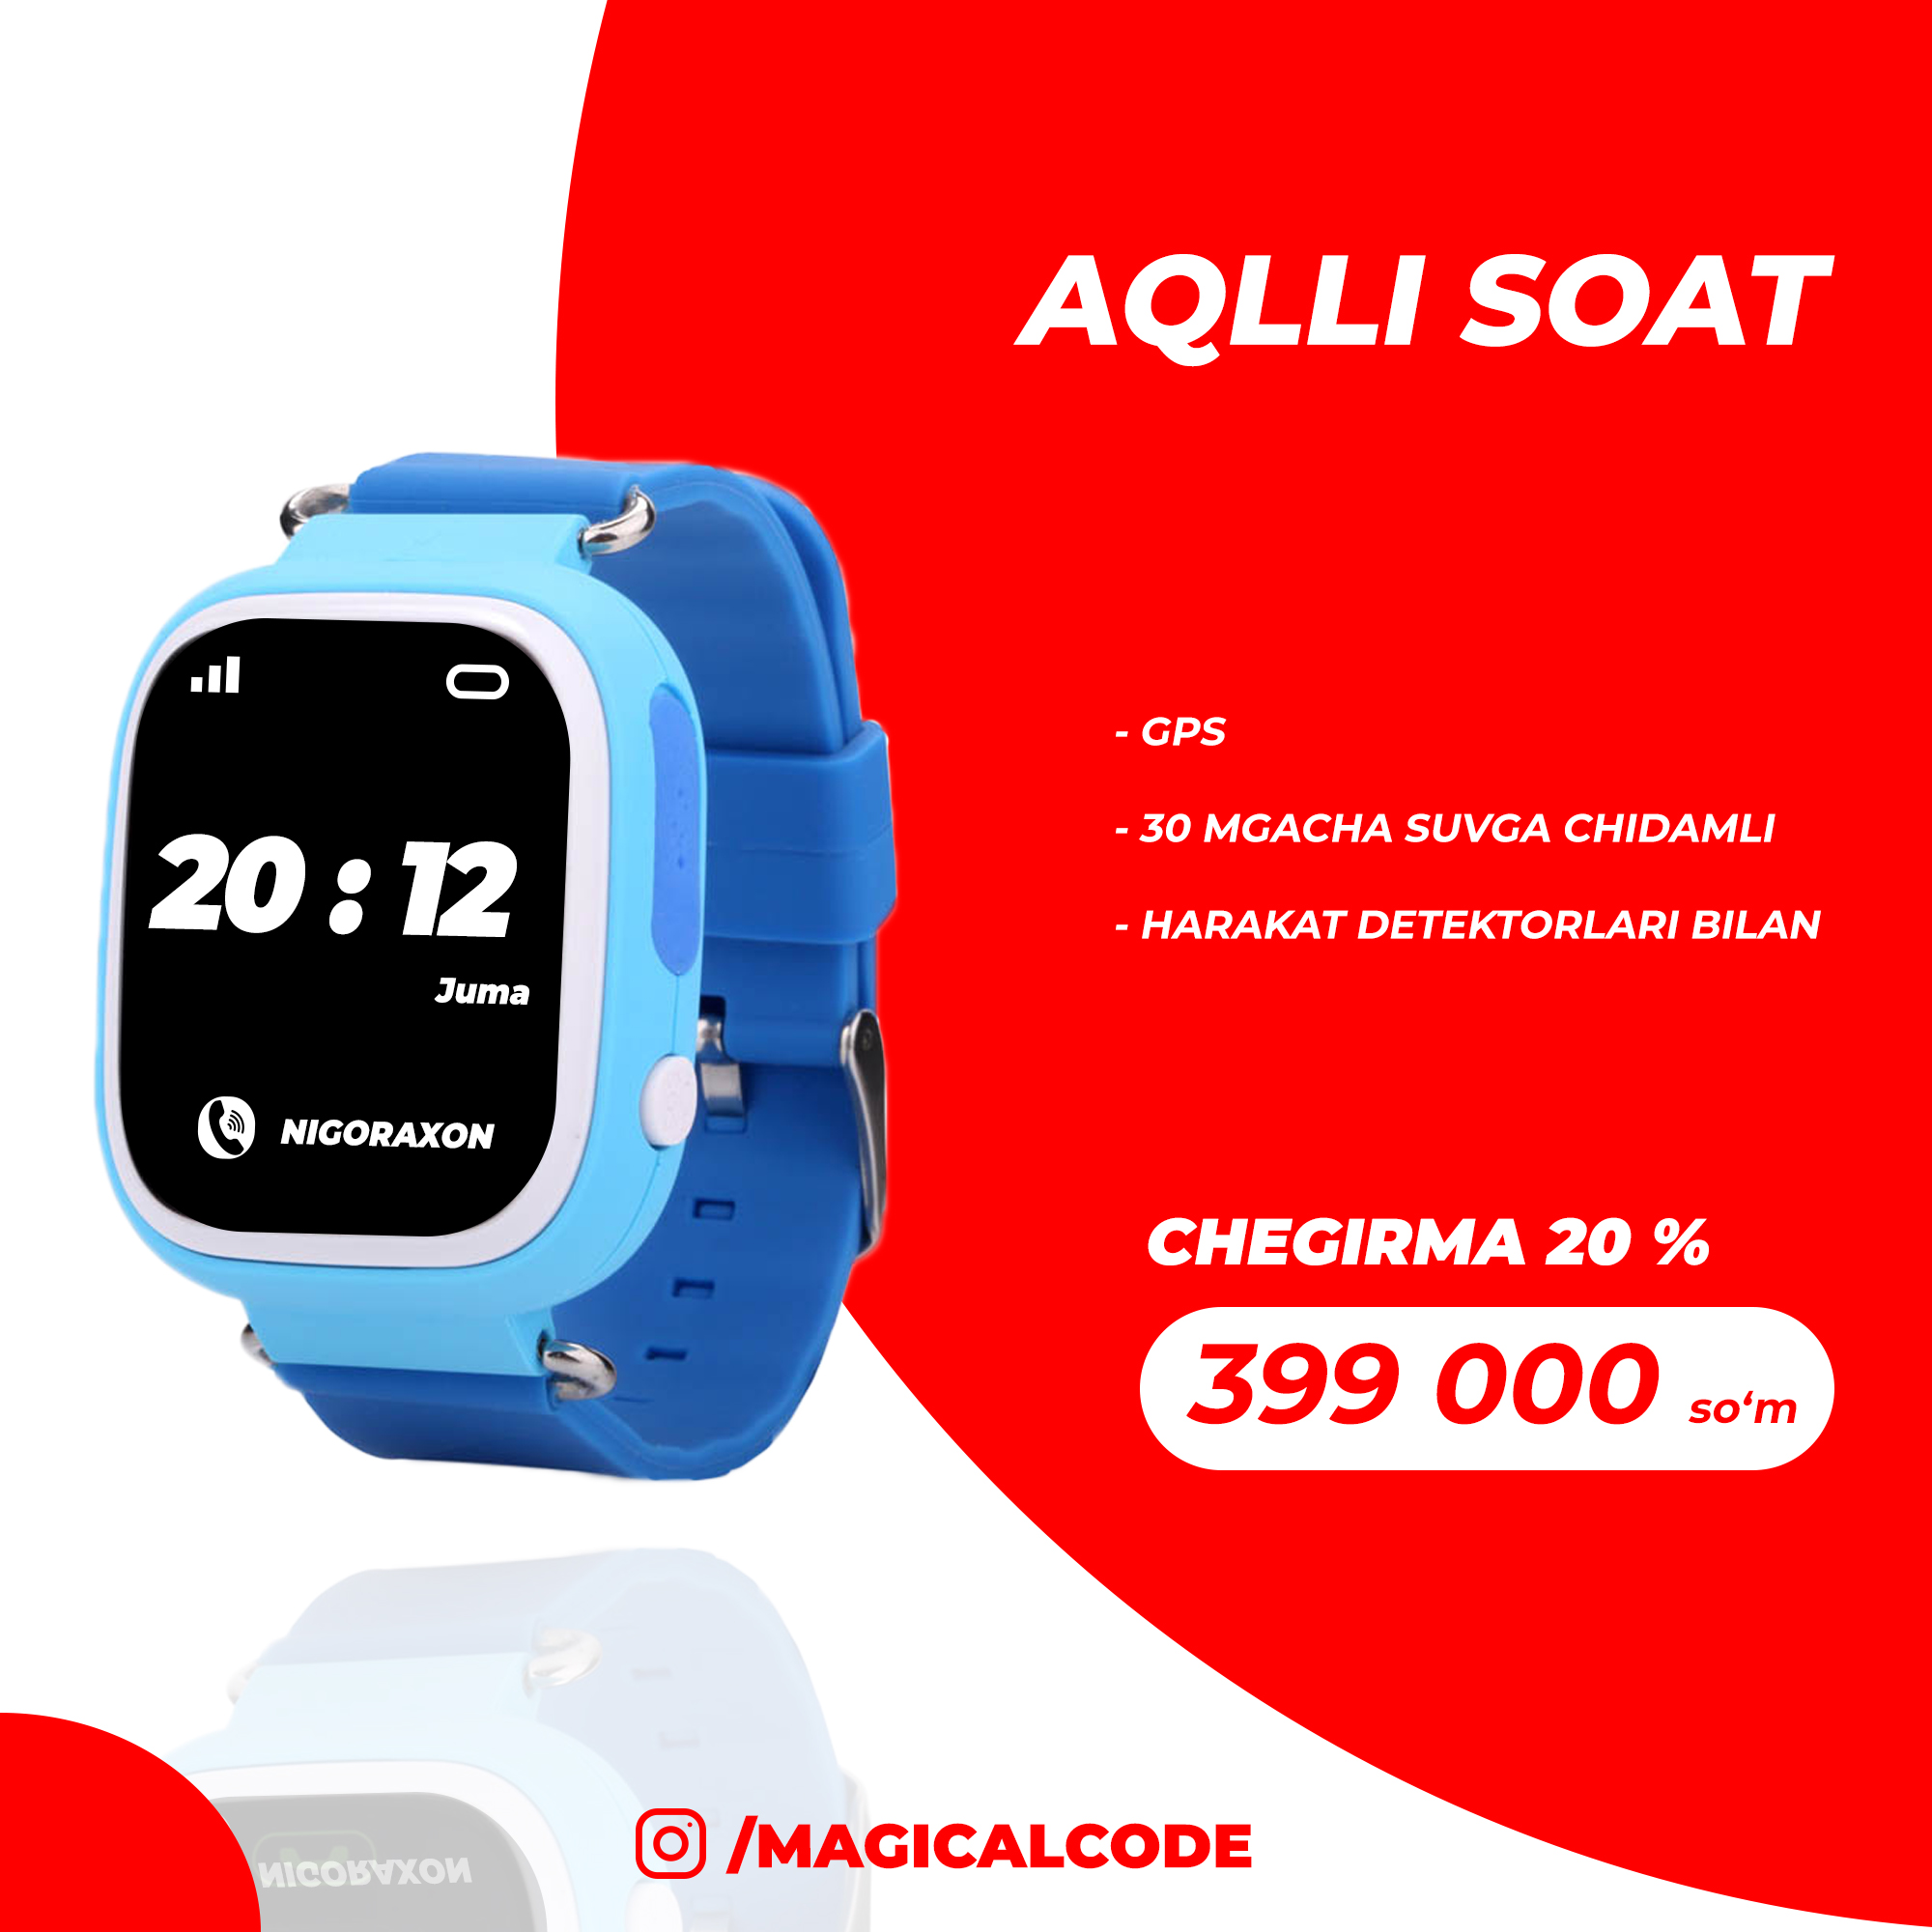 AQLLI SOAT
- GPS
- 30 MGACHA SUVGA CHIDAMLI
- HARAKAT DETEKTORLARI BILAN
20:12
Juma
NIGORAXON
CHEGIRMA 20 %
399 000 so‘m
NIGORAXON
/MAGICALCODE